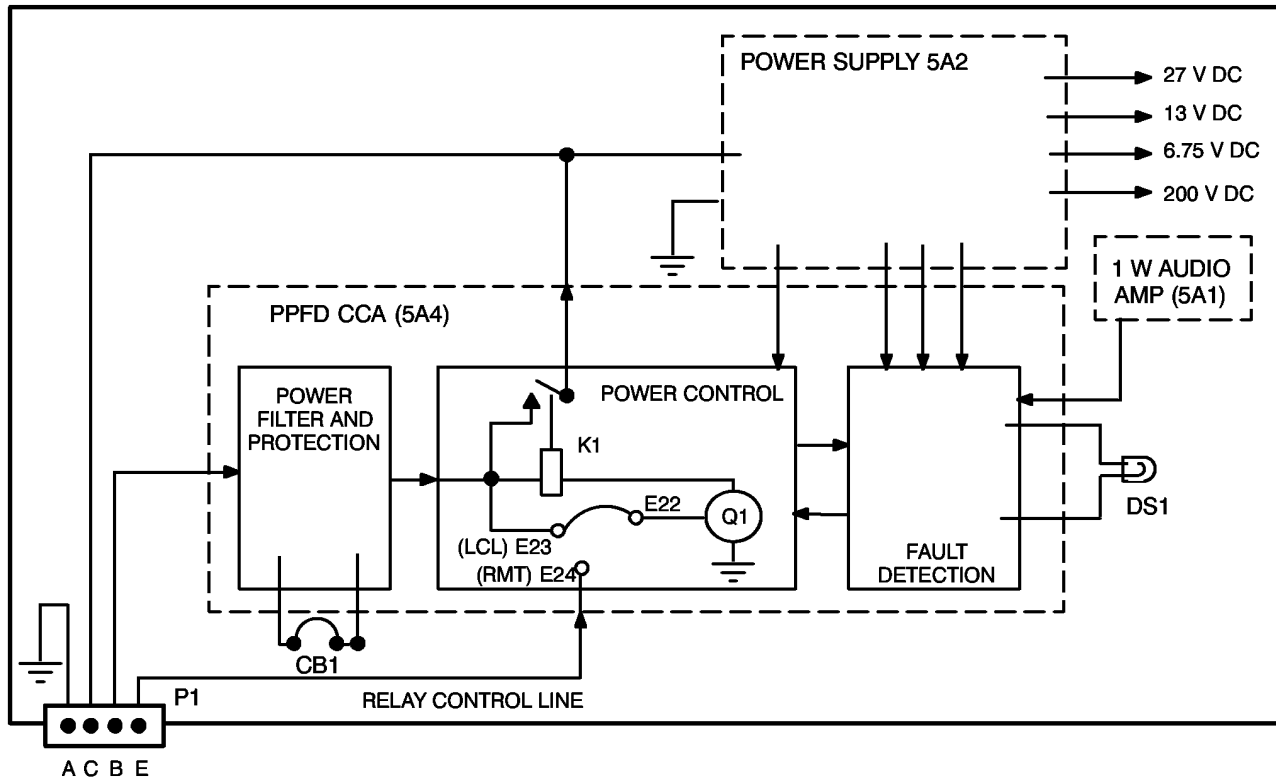 POWER SUPPLY 5A2
27 V DC
13 V DC
6.75 V DC
200 V DC
1 W AUDIO
AMP (5A1)
PPFD CCA (5A4)
POWER
FILTER AND
PROTECTION
POWER CONTROL
K1
E22
Q1
(LCL) E23
(RMT) E24
FAULT
DETECTION
DS1
CB1
P1
RELAY CONTROL LINE
A C B E